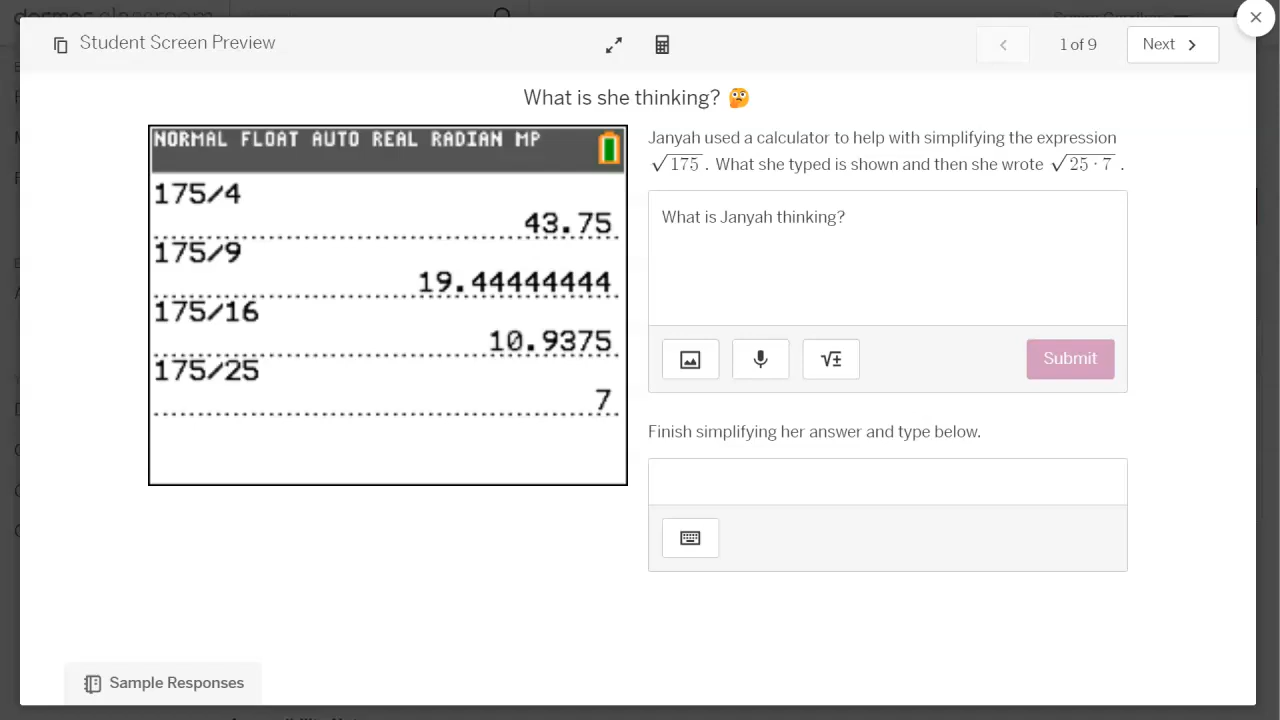 Student Screen Preview
1 of 9
Next
What is she thinking? 🤔
NORMAL FLOAT AUTO REAL RADIAN MP
175/4
43.75
175/9
19.44444444
175/16
10.9375
175/25
7
Janyah used a calculator to help with simplifying the expression
√175 . What she typed is shown and then she wrote √25 · 7 .
What is Janyah thinking?
√±
Submit
Finish simplifying her answer and type below.
Sample Responses